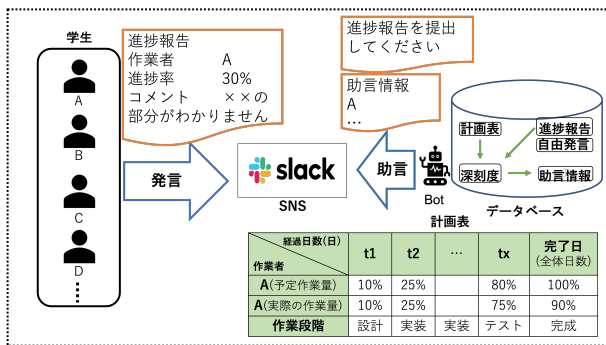 学生
A
B
C
D
進捗報告
作業者 A
進捗率 30%
コメント ××の
部分がわかりません
発言
slack
SNS
進捗報告を提出
してください
助言情報
A
…
助言
Bot
計画表
進捗報告
自由発言
深刻度
助言情報
データベース
計画表
経過日数(日)
作業者
t1 t2 … tx 完了日
(全体日数)
A(予定作業量) 10% 25% 80% 100%
A(実際の作業量) 10% 25% 75% 90%
作業段階 設計 実装 実装 テスト 完成